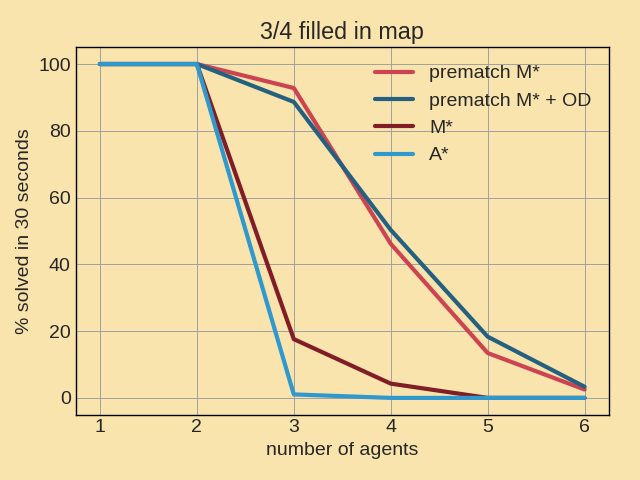 3/4 filled in map
prematch M*
prematch M* + OD
M*
A*
% solved in 30 seconds
100
80
60
40
20
0
1 2 3 4 5 6
number of agents